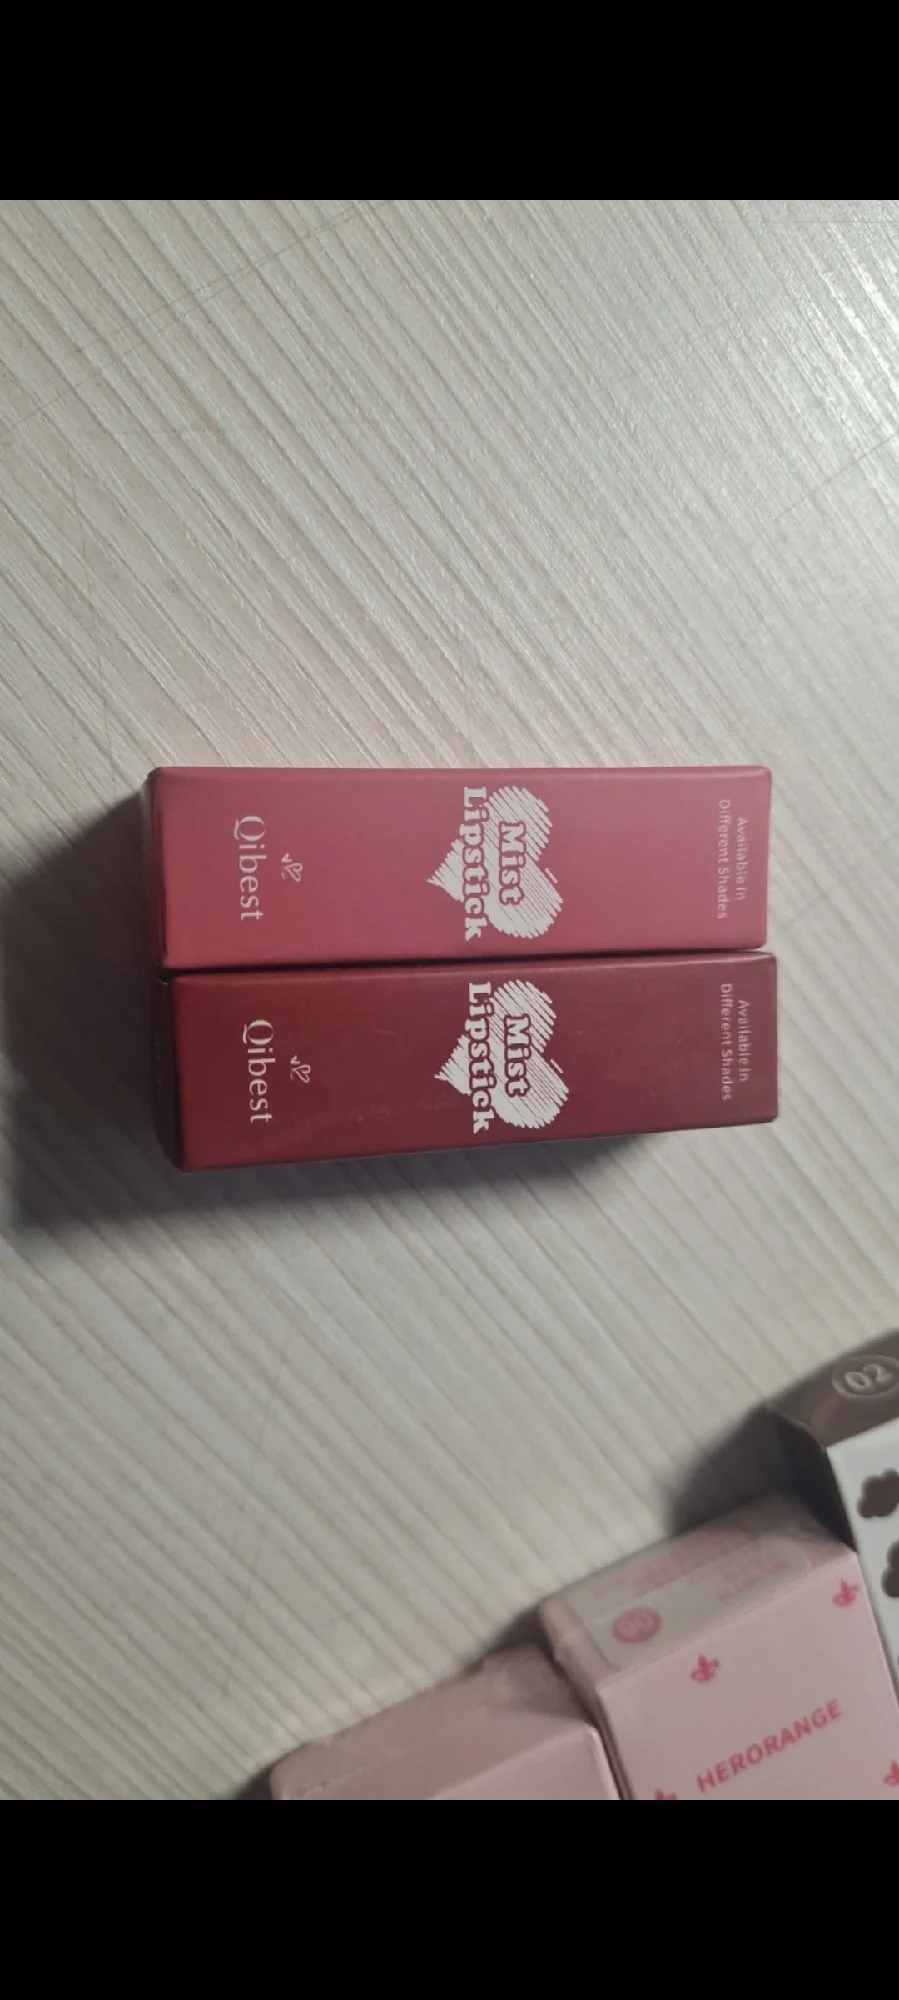 Available In
Different Shades
Mist
Lipstick
Qibest
Available In
Different Shades
Mist
Lipstick
Qibest
02
HERORANGE